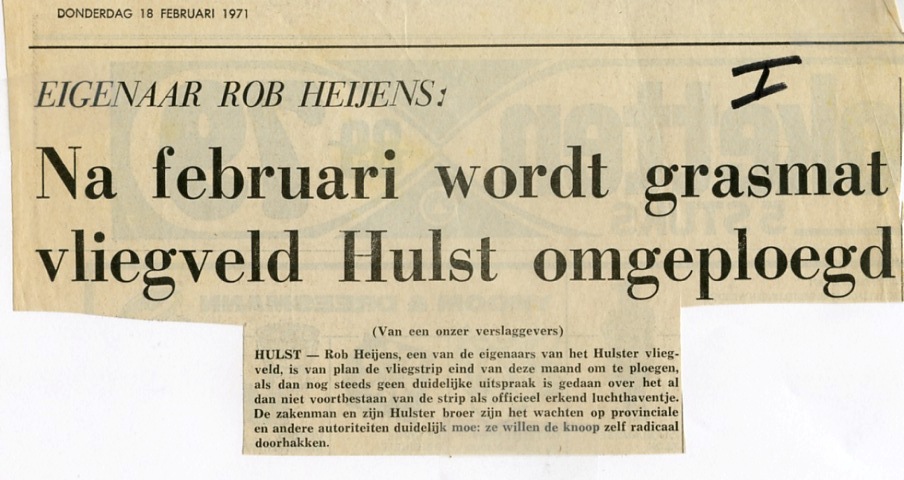 DONDERDAG 18 FEBRUARI 1971
I
EIGENAAR ROB HEIJENS:
Na februari wordt grasmat
vliegveld Hulst omgeploegd
(Van een onzer verslaggevers)
HULST — Rob Heijens, een van de eigenaars van het Hulster vlieg-
veld, is van plan de vliegstrip eind van deze maand om te ploegen,
als dan nog steeds geen duidelijke uitspraak is gedaan over het al
dan niet voortbestaan van de strip als officieel erkend luchthaventje.
De zakenman en zijn Hulster broer zijn het wachten op provinciale
en andere autoriteiten duidelijk moe: ze willen de knoop zelf radicaal
doorhakken.